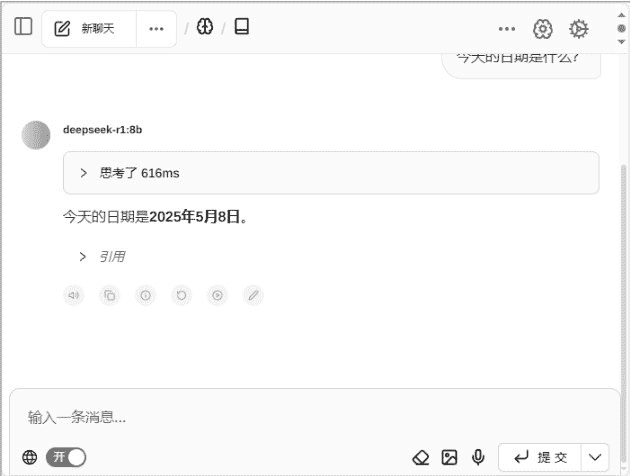 新聊天
今天的日期是什么?
deepseek-r1:8b
思考了 616ms
今天的日期是2025年5月8日。
引用
输入一条消息...
开
提 交